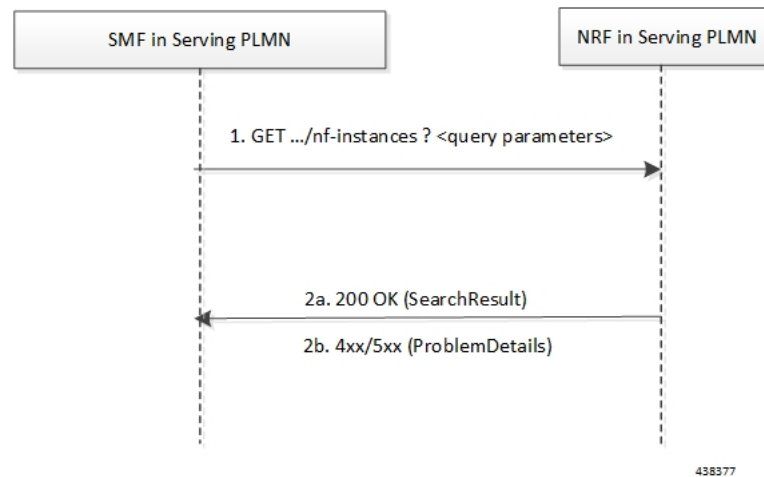 SMF in Serving PLMN
NRF in Serving PLMN
1. GET .../nf-instances ? <query parameters>
2a. 200 OK (SearchResult)
2b. 4xx/5xx (ProblemDetails)
438377